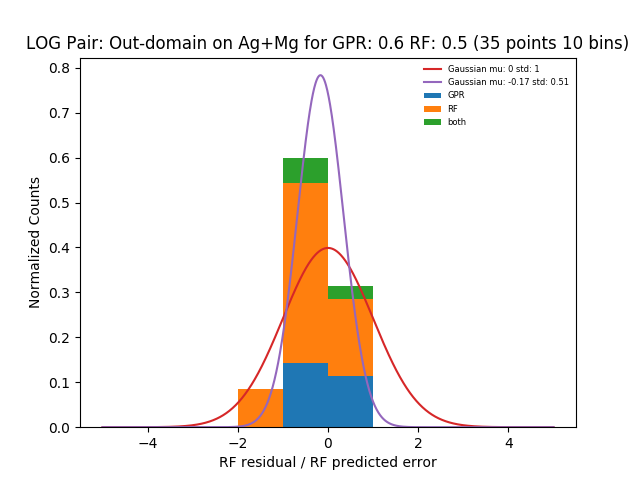 LOG Pair: Out-domain on Ag+Mg for GPR: 0.6 RF: 0.5 (35 points 10 bins)
Gaussian mu: 0 std: 1
Gaussian mu: -0.17 std: 0.51
GPR
RF
both
Normalized Counts
0.8
0.7
0.6
0.5
0.4
0.3
0.2
0.1
0.0
−4 −2 0 2 4
RF residual / RF predicted error